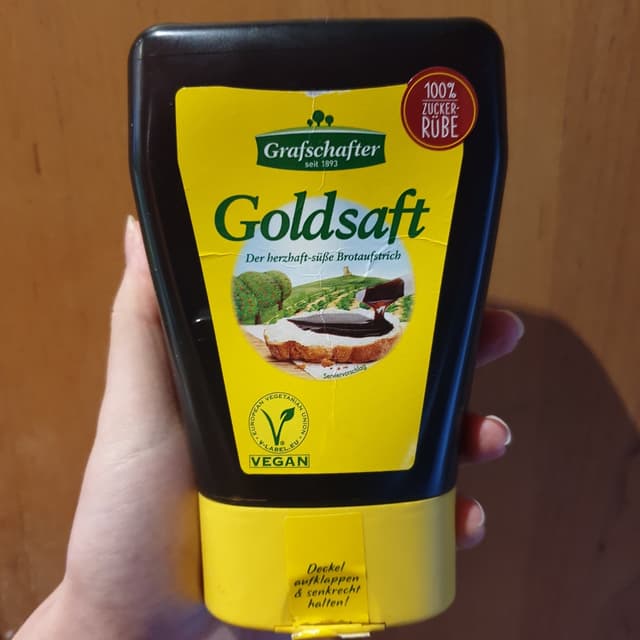 100%
ZUCKER-
RÜBE
Grafschafter
seit 1893
Goldsaft
Der herzhaft-süße Brotaufstrich
Serviervorschlag
EUROPEAN VEGETARIAN UNION
V-LABEL.EU
VEGAN
Deckel
aufklappen
& senkrecht
halten!